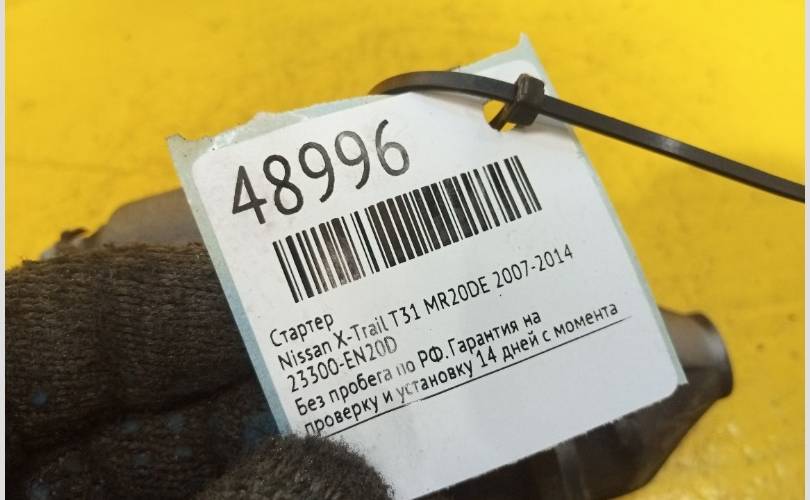 48996
Стартер
Nissan X-Trail T31 MR20DE 2007-2014
23300-EN20D
Без пробега по РФ.Гарантия на
проверку и установку 14 дней с момента